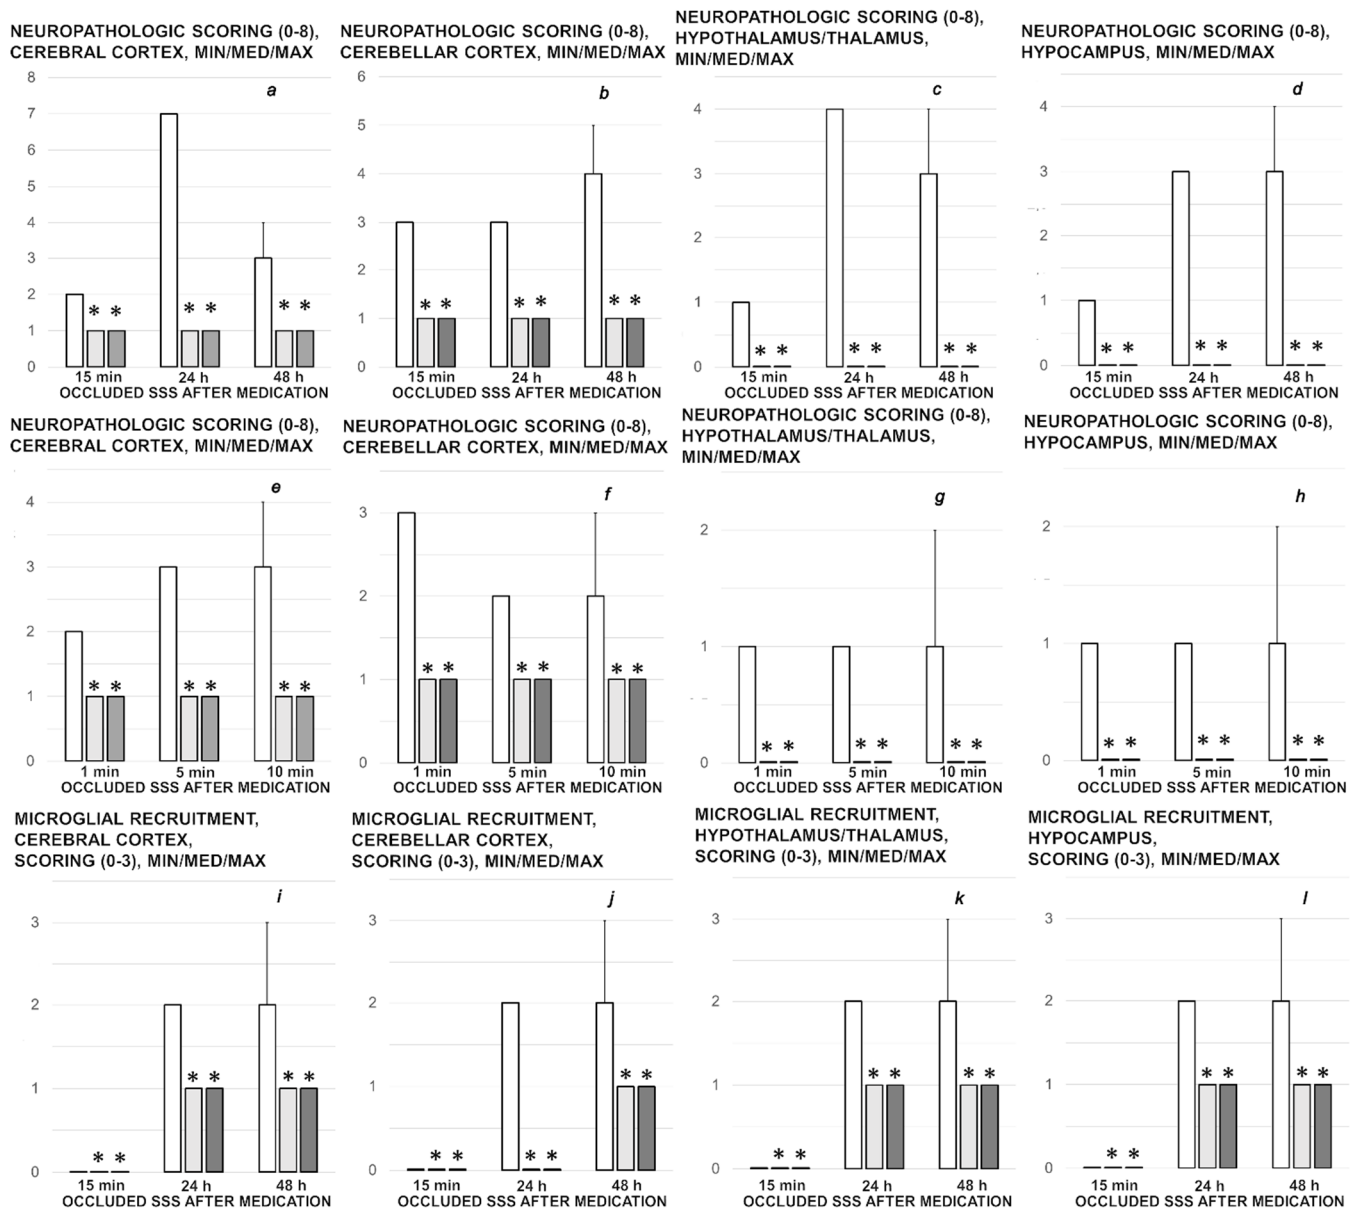 NEUROPATHOLOGIC SCORING (0-8),
CEREBRAL CORTEX, MIN/MED/MAX
a
8
7
6
5
4
3
2
1
0
* *
* *
* *
15 min 24 h 48 h
OCCLUDED SSS AFTER MEDICATION
NEUROPATHOLOGIC SCORING (0-8),
CEREBELLAR CORTEX, MIN/MED/MAX
b
6
5
4
3
2
1
0
* *
* *
* *
15 min 24 h 48 h
OCCLUDED SSS AFTER MEDICATION
NEUROPATHOLOGIC SCORING (0-8),
HYPOTHALAMUS/THALAMUS,
MIN/MED/MAX
c
4
3
2
1
0
* *
* *
* *
15 min 24 h 48 h
OCCLUDED SSS AFTER MEDICATION
NEUROPATHOLOGIC SCORING (0-8),
HYPOCAMPUS, MIN/MED/MAX
d
4
3
2
1
0
* *
* *
* *
15 min 24 h 48 h
OCCLUDED SSS AFTER MEDICATION
NEUROPATHOLOGIC SCORING (0-8),
CEREBRAL CORTEX, MIN/MED/MAX
e
4
3
2
1
0
* *
* *
* *
1 min 5 min 10 min
OCCLUDED SSS AFTER MEDICATION
NEUROPATHOLOGIC SCORING (0-8),
CEREBELLAR CORTEX, MIN/MED/MAX
f
3
2
1
0
* *
* *
* *
1 min 5 min 10 min
OCCLUDED SSS AFTER MEDICATION
NEUROPATHOLOGIC SCORING (0-8),
HYPOTHALAMUS/THALAMUS,
MIN/MED/MAX
g
2
1
0
* *
* *
* *
1 min 5 min 10 min
OCCLUDED SSS AFTER MEDICATION
NEUROPATHOLOGIC SCORING (0-8),
HYPOCAMPUS, MIN/MED/MAX
h
2
1
0
* *
* *
* *
1 min 5 min 10 min
OCCLUDED SSS AFTER MEDICATION
MICROGLIAL RECRUITMENT,
CEREBRAL CORTEX,
SCORING (0-3), MIN/MED/MAX
i
3
2
1
0
* *
* *
* *
15 min 24 h 48 h
OCCLUDED SSS AFTER MEDICATION
MICROGLIAL RECRUITMENT,
CEREBELLAR CORTEX,
SCORING (0-3), MIN/MED/MAX
j
3
2
1
0
* *
* *
* *
15 min 24 h 48 h
OCCLUDED SSS AFTER MEDICATION
MICROGLIAL RECRUITMENT,
HYPOTHALAMUS/THALAMUS,
SCORING (0-3), MIN/MED/MAX
k
3
2
1
0
* *
* *
* *
15 min 24 h 48 h
OCCLUDED SSS AFTER MEDICATION
MICROGLIAL RECRUITMENT,
HYPOCAMPUS,
SCORING (0-3), MIN/MED/MAX
l
3
2
1
0
* *
* *
* *
15 min 24 h 48 h
OCCLUDED SSS AFTER MEDICATION